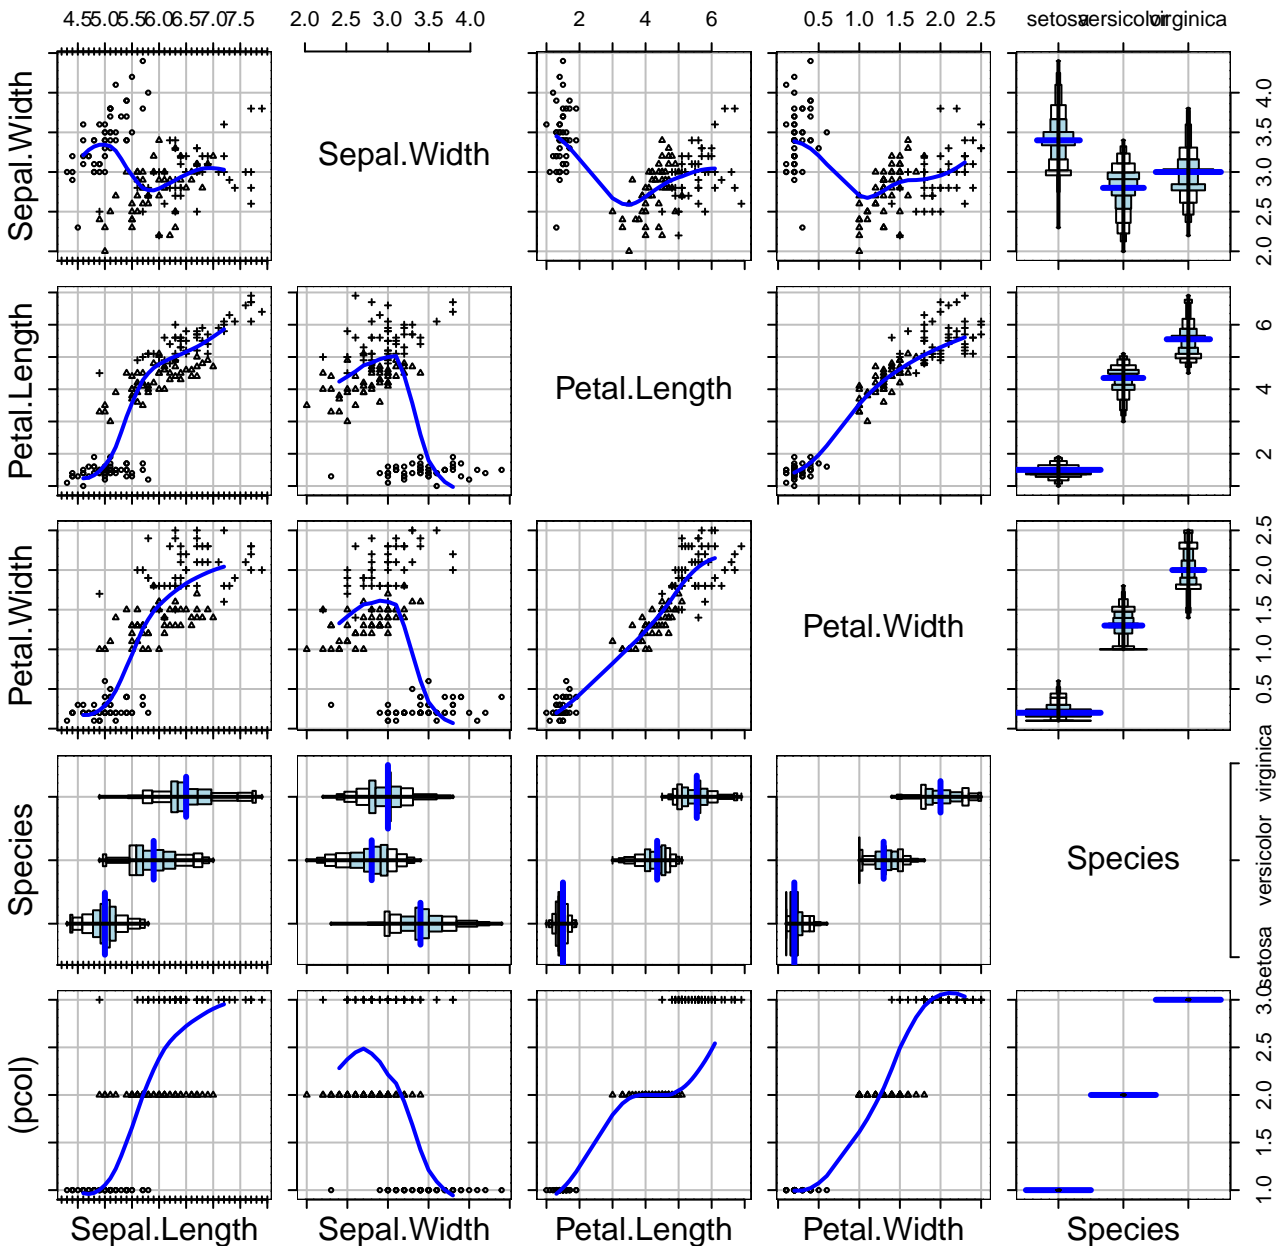 4.5 5.0 5.5 6.0 6.5 7.0 7.5 2.0 2.5 3.0 3.5 4.0 2 4 6 0.5 1.0 1.5 2.0 2.5 setosa versicolor virginica
Sepal.Width
Sepal.Width
2.0 2.5 3.0 3.5 4.0
Petal.Length
Petal.Length
2 4 6
Petal.Width
Petal.Width
0.5 1.0 1.5 2.0 2.5
Species
Species
setosa versicolor virginica
(pcol)
1.0 1.5 2.0 2.5 3.0
Sepal.Length Sepal.Width Petal.Length Petal.Width Species